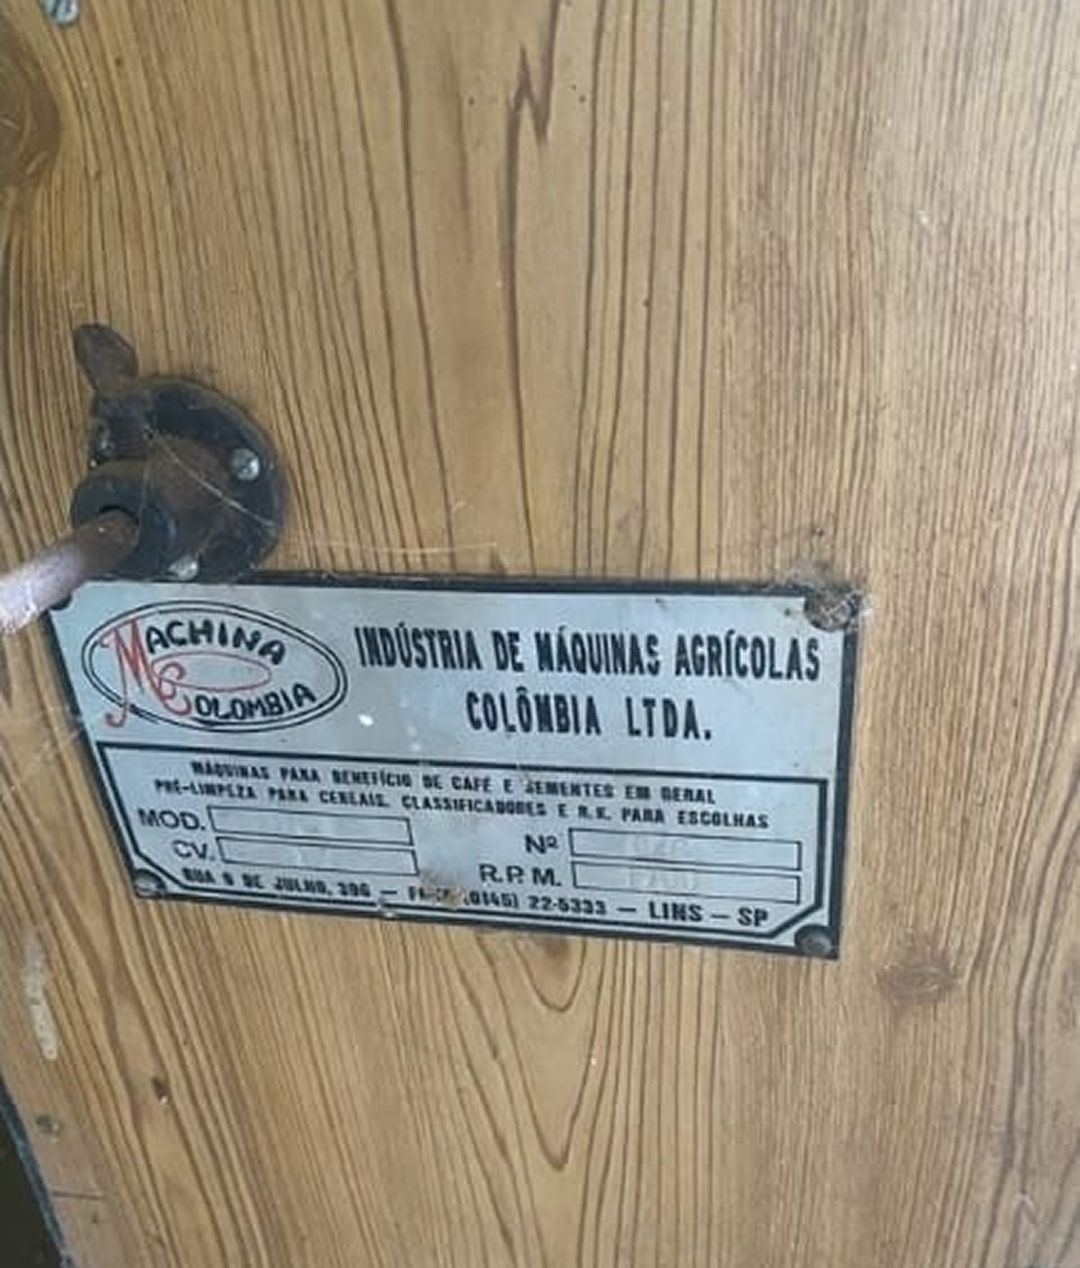 MACHINA
COLOMBIA
INDÚSTRIA DE MÁQUINAS AGRÍCOLAS
COLÔMBIA LTDA.
MÁQUINAS PARA BENEFÍCIO DE CAFÉ E SEMENTES EM GERAL
PRÉ-LIMPEZA PARA CEREAIS, CLASSIFICADORES E R.K. PARA ESCOLHAS
MOD.
Nº
CV.
R.P.M.
RUA 9 DE JULHO, 396 — (0145) 22-5333 — LINS — SP